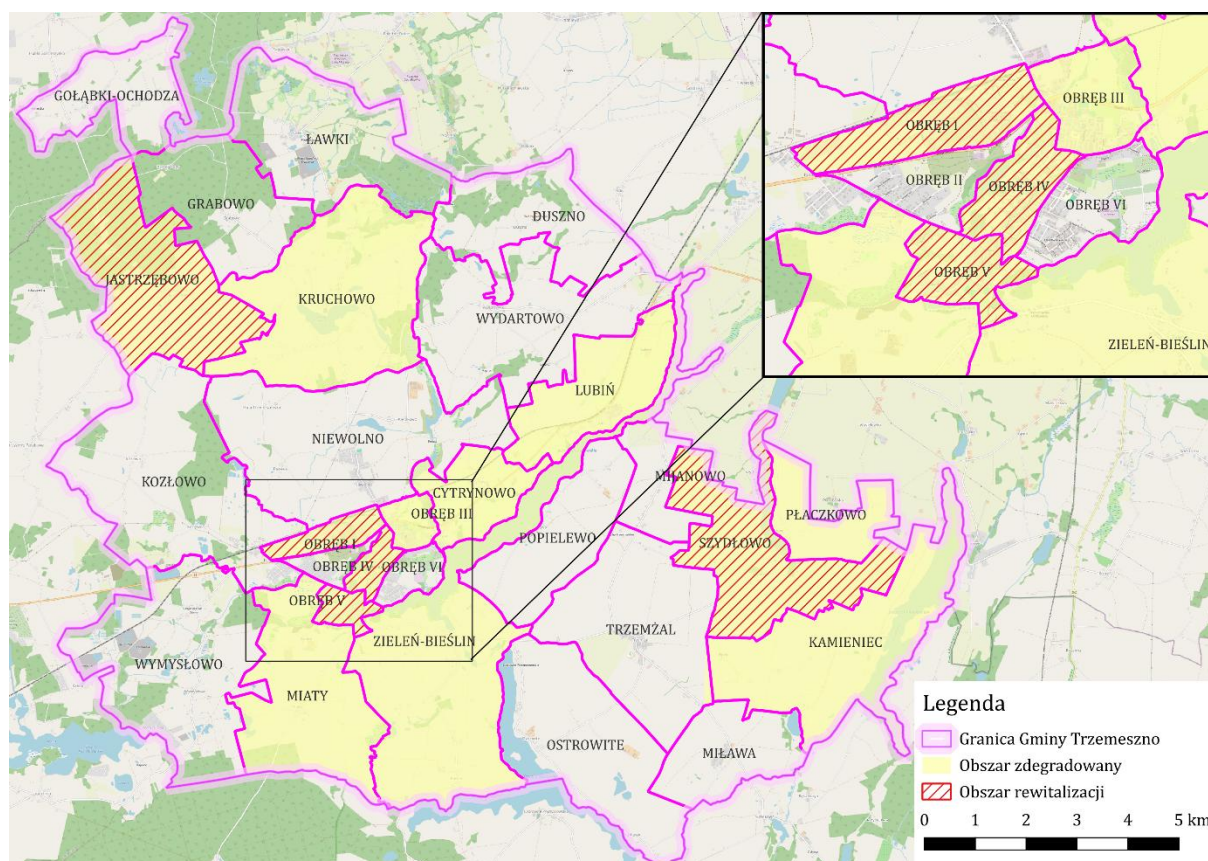 GOŁĄBKI-OCHODZA
ŁAWKI
GRABOWO
DUSZNO
JASTRZĘBOWO
KRUCHOWO
WYDARTOWO
LUBIŃ
NIEWOLNO
KOZŁOWO
CYTRYNOWO
OBRĘB III
MIJANOWO
PŁACZKOWO
POPIELEWO
SZYDŁOWO
OBRĘB I
OBRĘB IV
OBRĘB VI
OBRĘB V
TRZEMŻAL
ZIELEŃ-BIEŚLIN
KAMIENIEC
WYMYSŁOWO
MIATY
OSTROWITE
MIŁAWA
OBRĘB III
OBRĘB I
OBRĘB II
OBRĘB IV
OBRĘB VI
OBRĘB V
ZIELEŃ-BIEŚLIN
Legenda
Granica Gminy Trzemeszno
Obszar zdegradowany
Obszar rewitalizacji
0 1 2 3 4 5 km